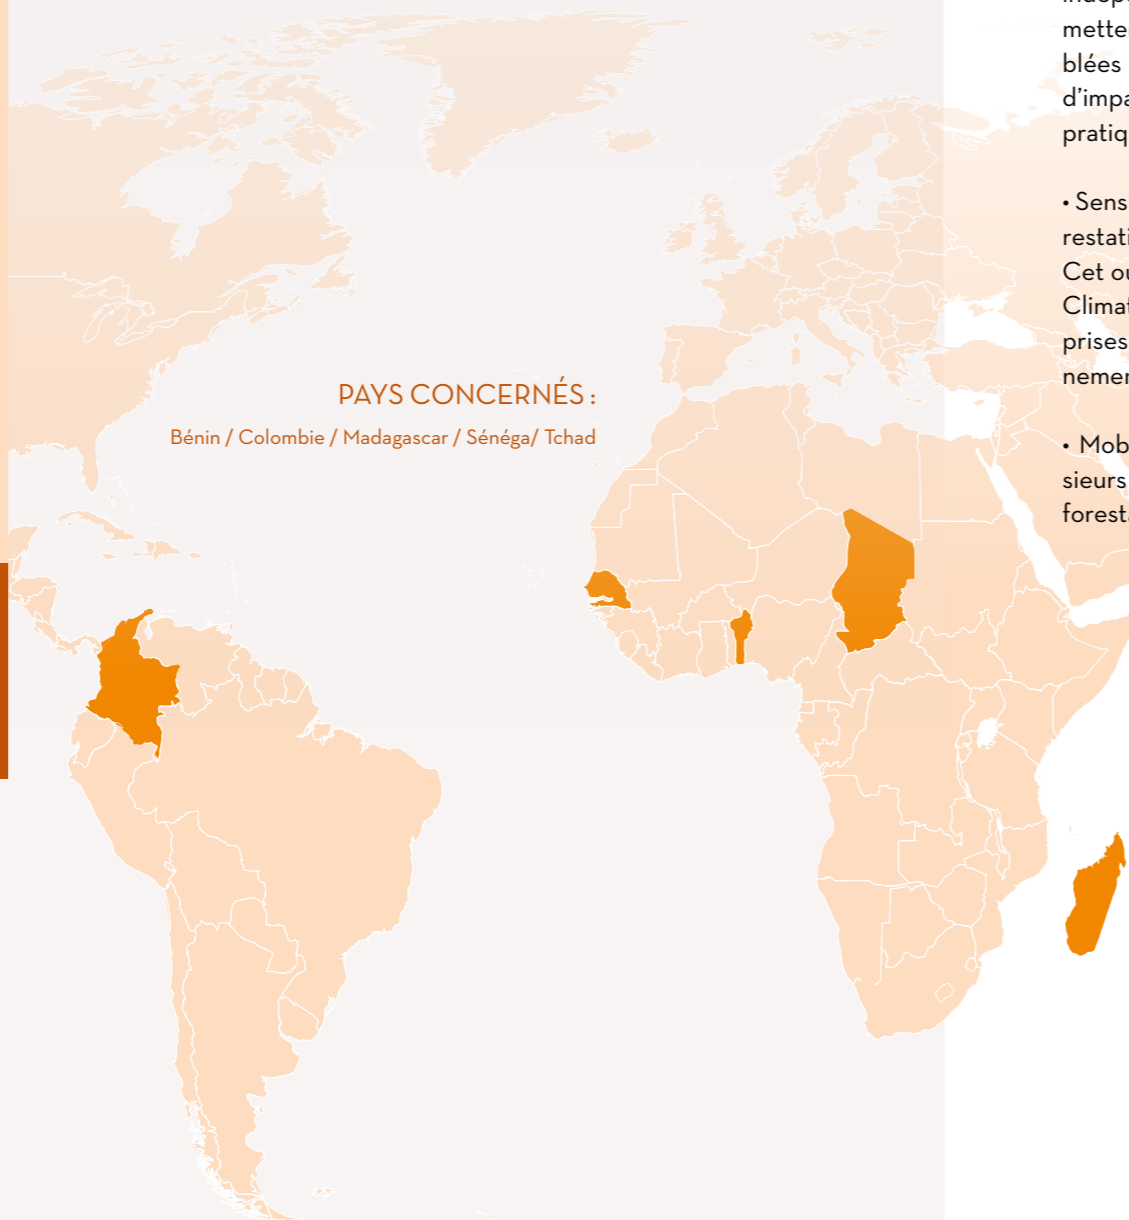 PAYS CONCERNÉS :
Bénin / Colombie / Madagascar / Sénéga/ Tchad
mette
blées
d'impa
pratiq
• Sens
restati
Cet ou
Climat
prises
nemer
• Mob
sieurs
forest